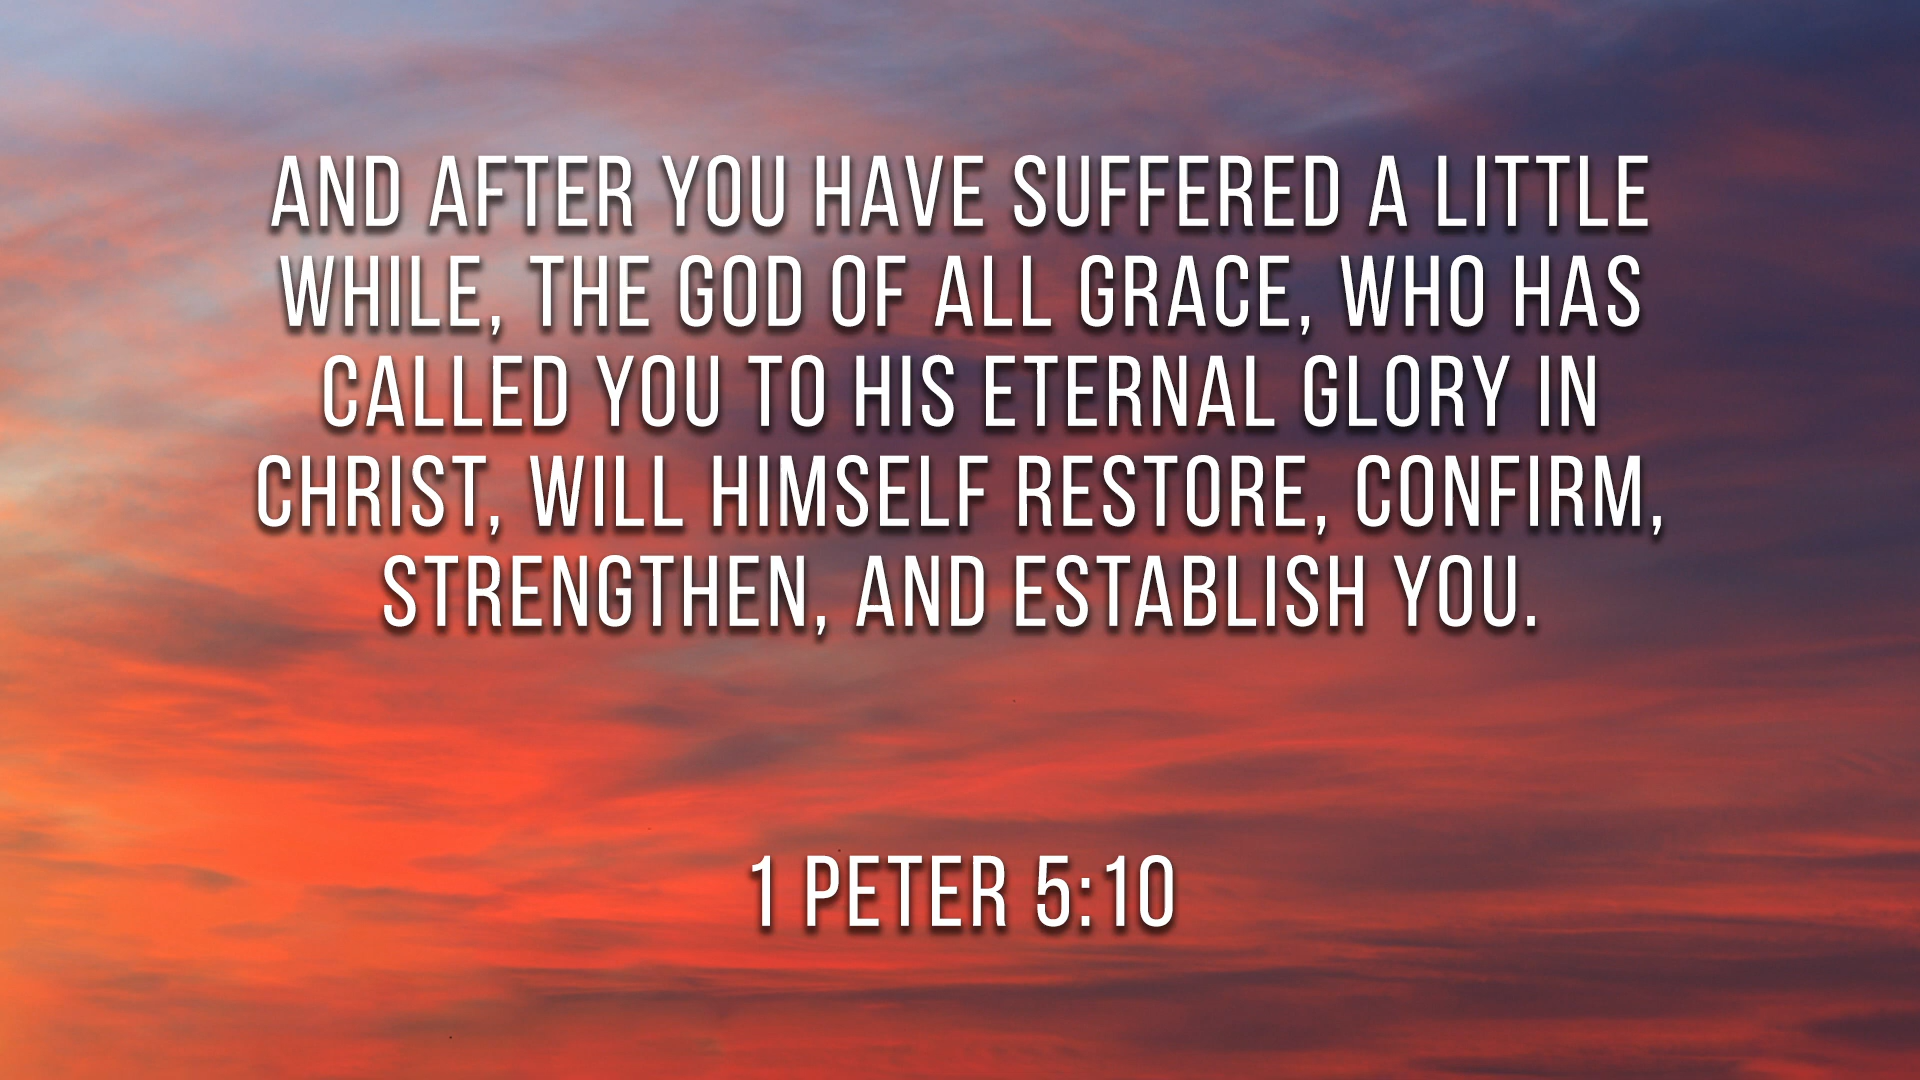 AND AFTER YOU HAVE SUFFERED A LITTLE
WHILE, THE GOD OF ALL GRACE, WHO HAS
CALLED YOU TO HIS ETERNAL GLORY IN
CHRIST, WILL HIMSELF RESTORE, CONFIRM,
STRENGTHEN, AND ESTABLISH YOU.
1 PETER 5:10